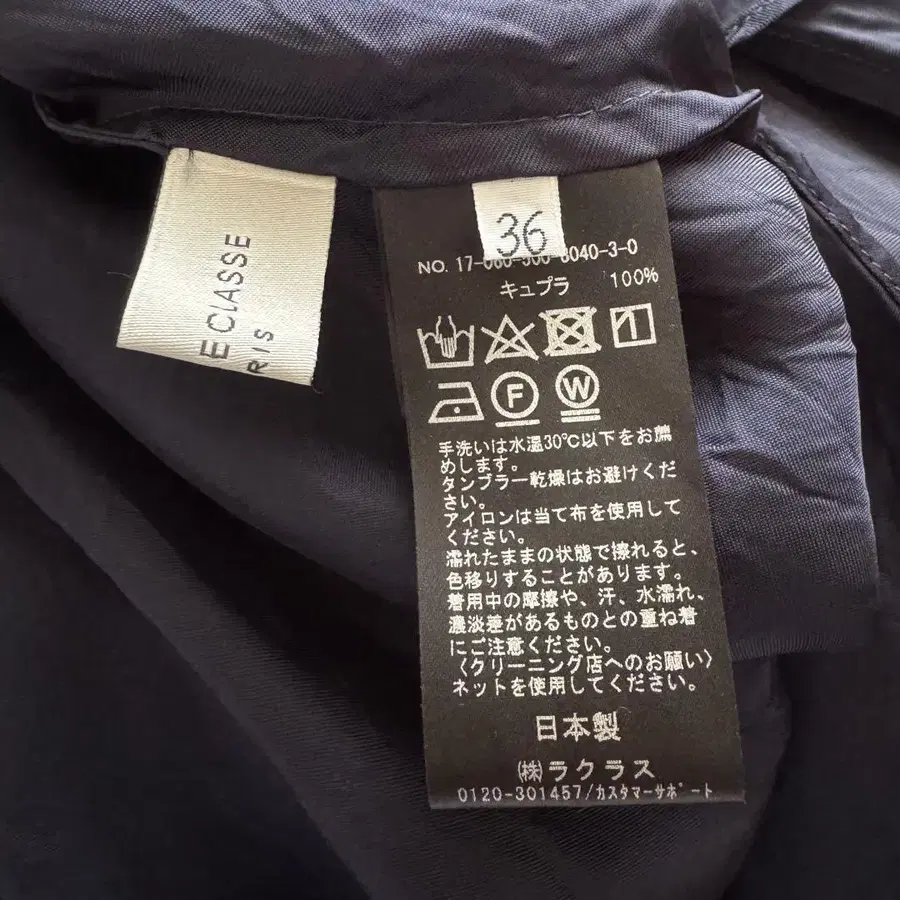 E CLASSE
RIS
36
NO. 17-080-500-8040-3-0
キュプラ 100%
F W
手洗いは水温30℃以下をお薦
めします。
タンブラー乾燥はお避けくだ
さい。
アイロンは当て布を使用して
ください。
濡れたままの状態で擦れると、
色移りすることがあります。
着用中の摩擦や、汗、水濡れ、
濃淡差があるものとの重ね着
にご注意ください。
〈クリーニング店へのお願い〉
ネットを使用してください。
日本製
㈱ラクラス
0120-301457/カスタマーサポート